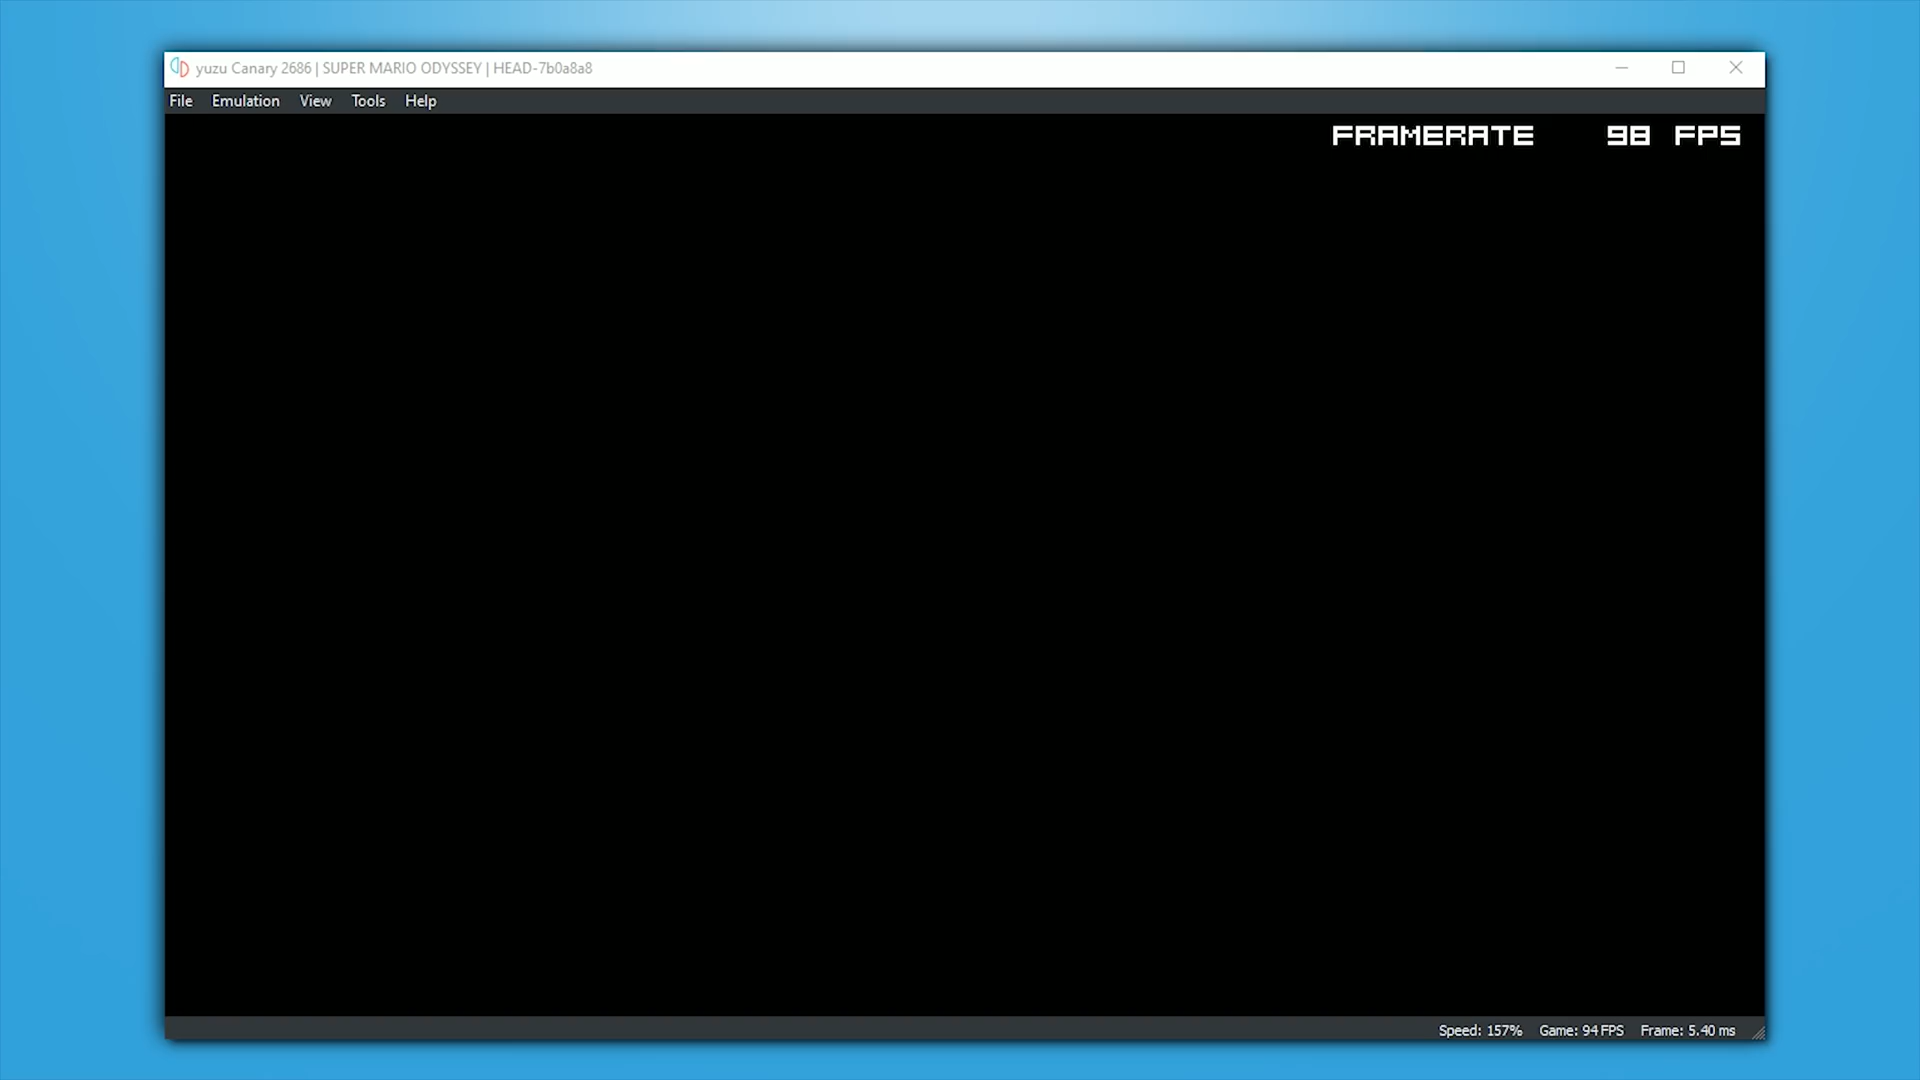 yuzu Canary 2686 | SUPER MARIO ODYSSEY | HEAD-7b0a8a8
File Emulation View Tools Help
FRAMERATE 98 FPS
Speed: 157% Game: 94 FPS Frame: 5.40 ms